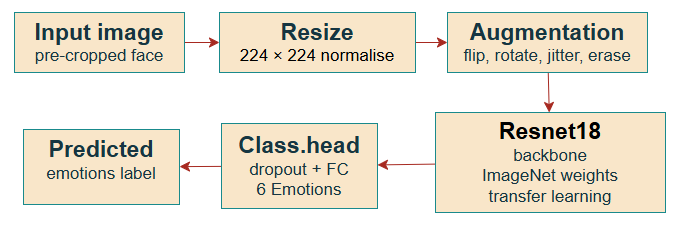 Input image
pre-cropped face
Resize
224 × 224 normalise
Augmentation
flip, rotate, jitter, erase
Resnet18
backbone
ImageNet weights
transfer learning
Class.head
dropout + FC
6 Emotions
Predicted
emotions label